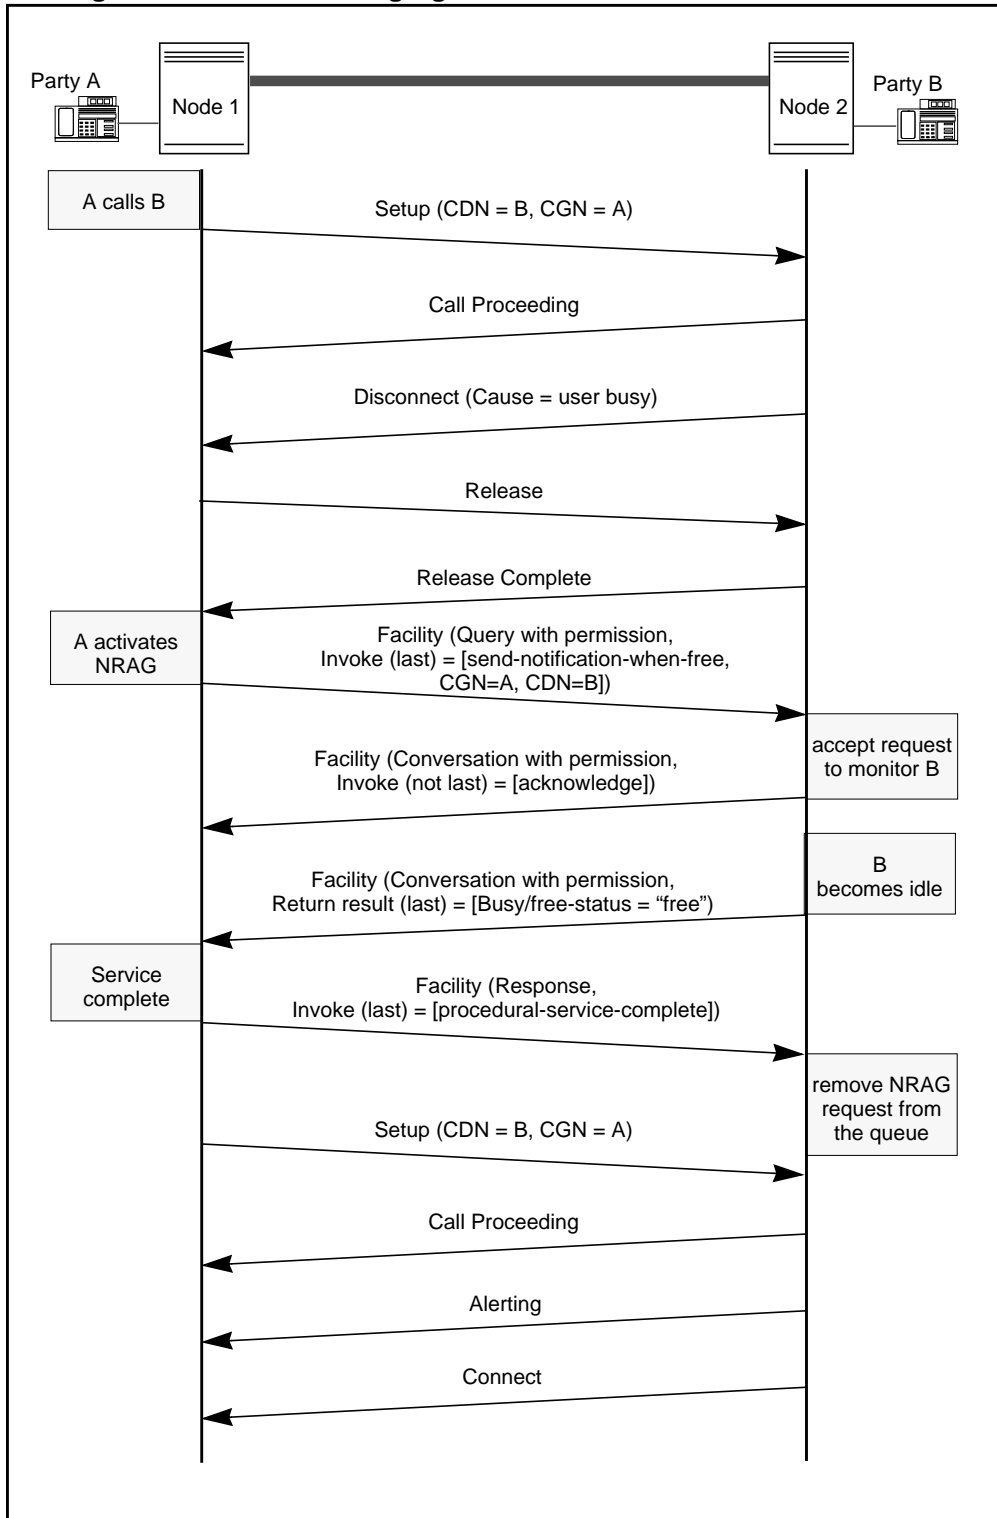 Party A
Node 1
Node 2
Party B
A calls B
Setup (CDN = B, CGN = A)
Call Proceeding
Disconnect (Cause = user busy)
Release
Release Complete
A activates
NRAG
Facility (Query with permission,
Invoke (last) = [send-notification-when-free,
CGN=A, CDN=B])
accept request
to monitor B
Facility (Conversation with permission,
Invoke (not last) = [acknowledge])
B
becomes idle
Facility (Conversation with permission,
Return result (last) = [Busy/free-status = “free”)
Service
complete
Facility (Response,
Invoke (last) = [procedural-service-complete])
remove NRAG
request from
the queue
Setup (CDN = B, CGN = A)
Call Proceeding
Alerting
Connect